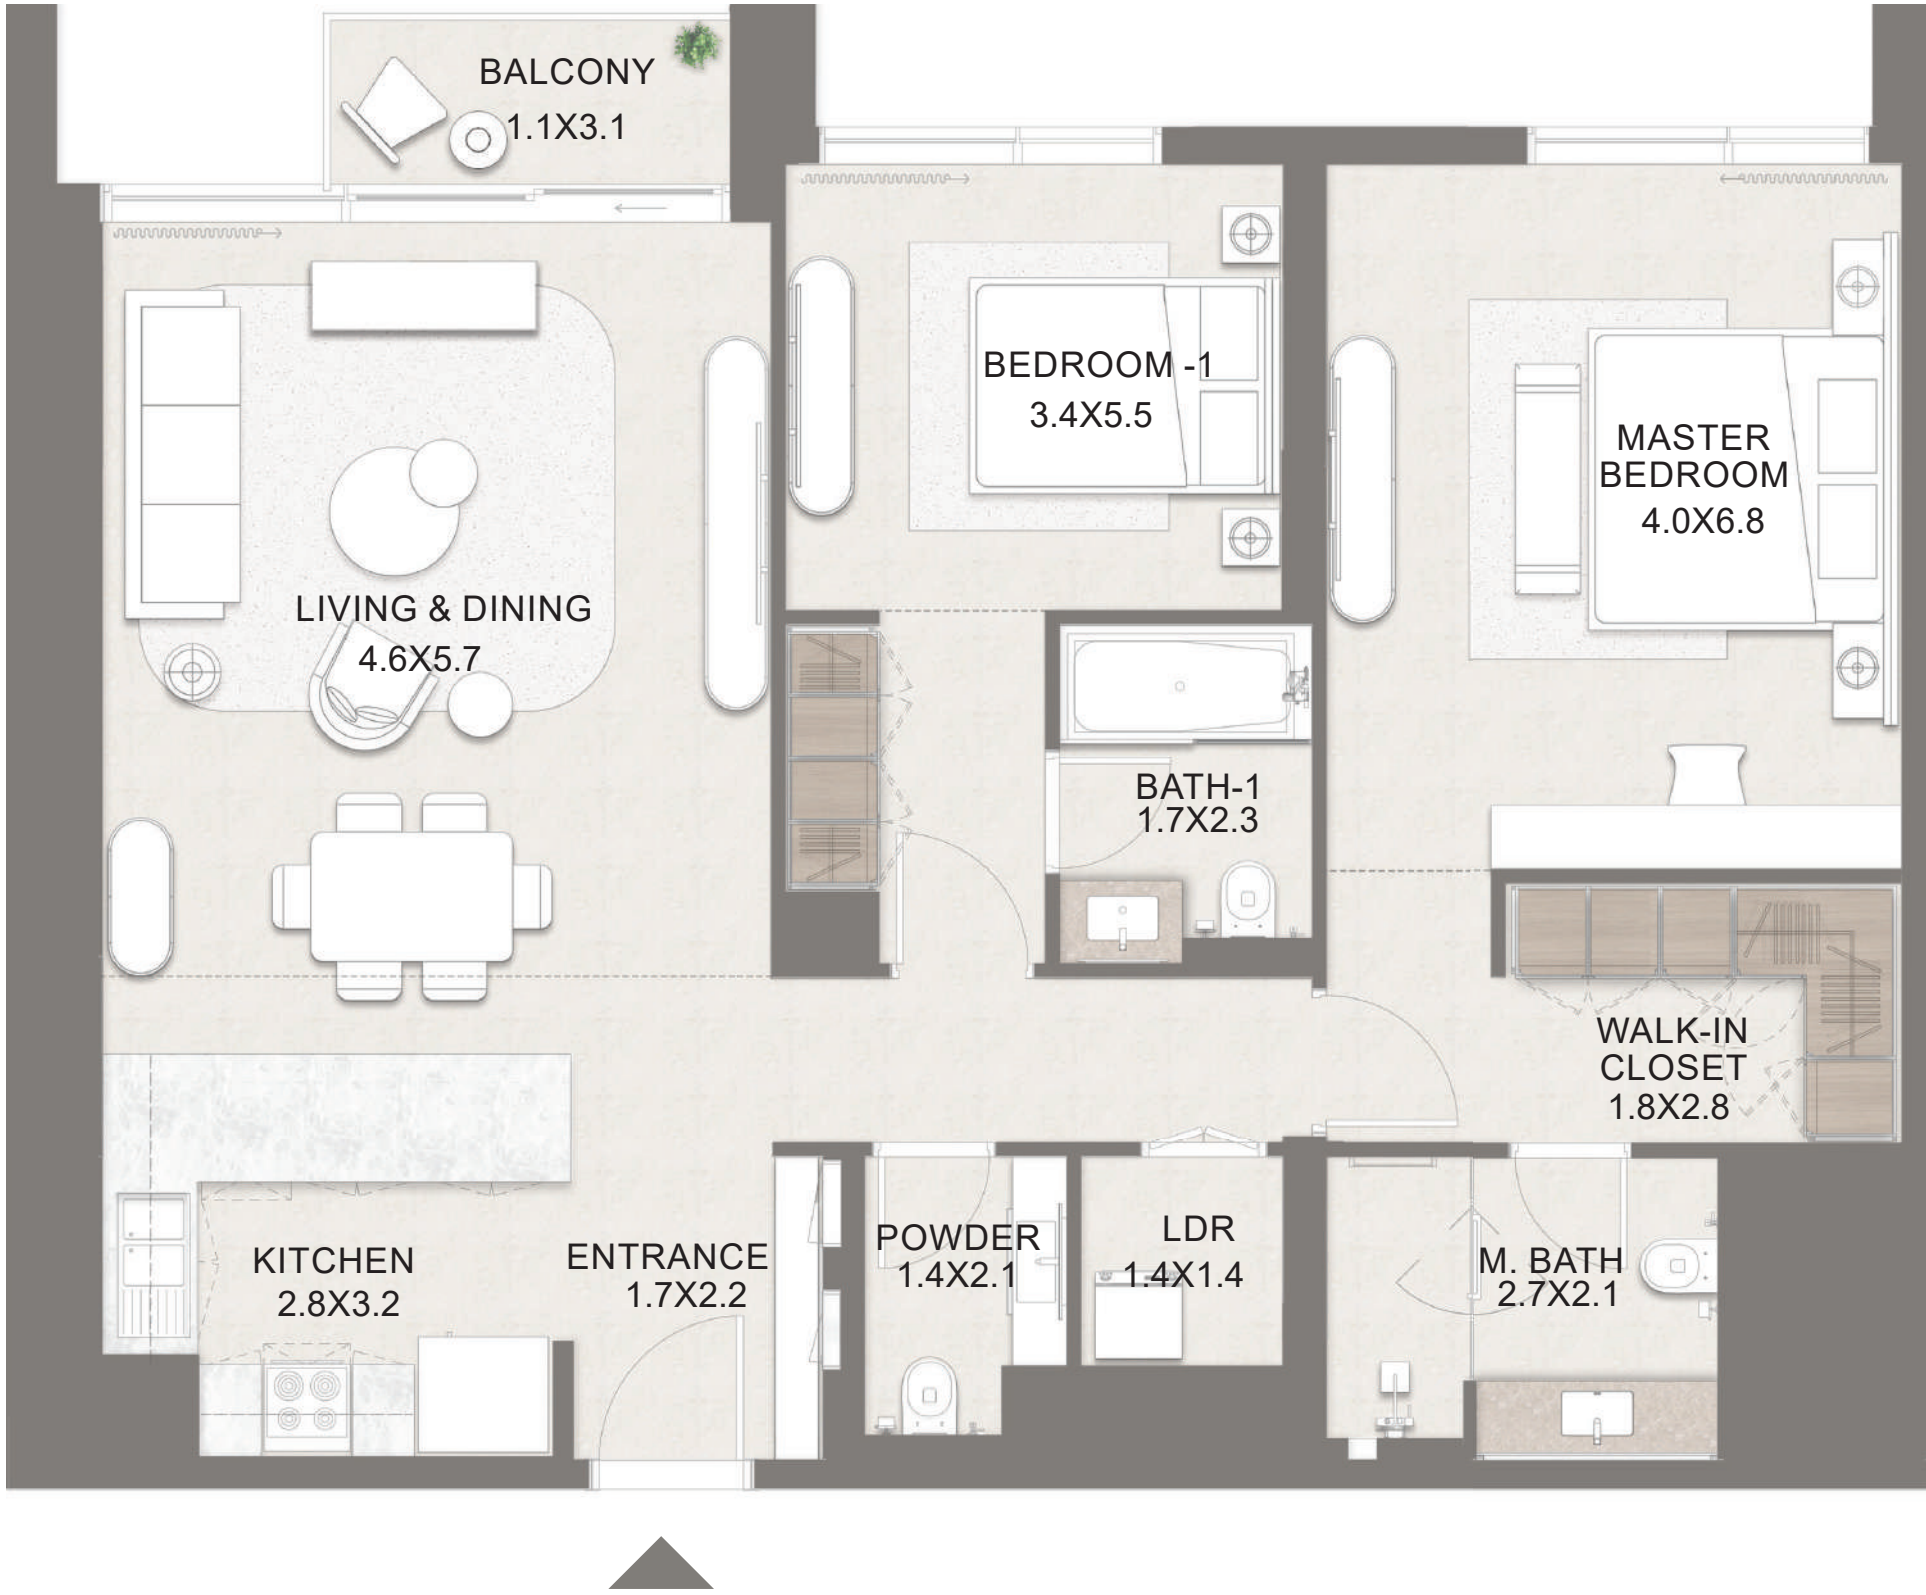 BALCONY
1.1X3.1
BEDROOM -1
3.4X5.5
MASTER
BEDROOM
4.0X6.8
LIVING & DINING
4.6X5.7
BATH-1
1.7X2.3
WALK-IN
CLOSET
1.8X2.8
KITCHEN
2.8X3.2
ENTRANCE
1.7X2.2
POWDER
1.4X2.1
LDR
1.4X1.4
M. BATH
2.7X2.1